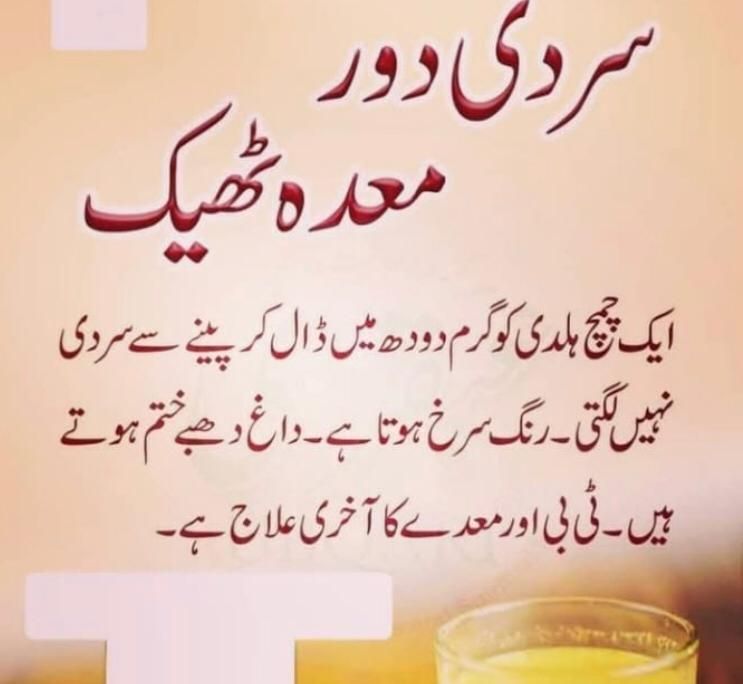 سردی دور
معدہ ٹھیک
ایک چمچ ہلدی کو گرم دودھ میں ڈال کر پینے سے سردی
نہیں لگتی۔ رنگ سرخ ہوتا ہے۔ داغ دھبے ختم ہوتے
ہیں۔ ٹی بی اور معدے کا آخری علاج ہے۔